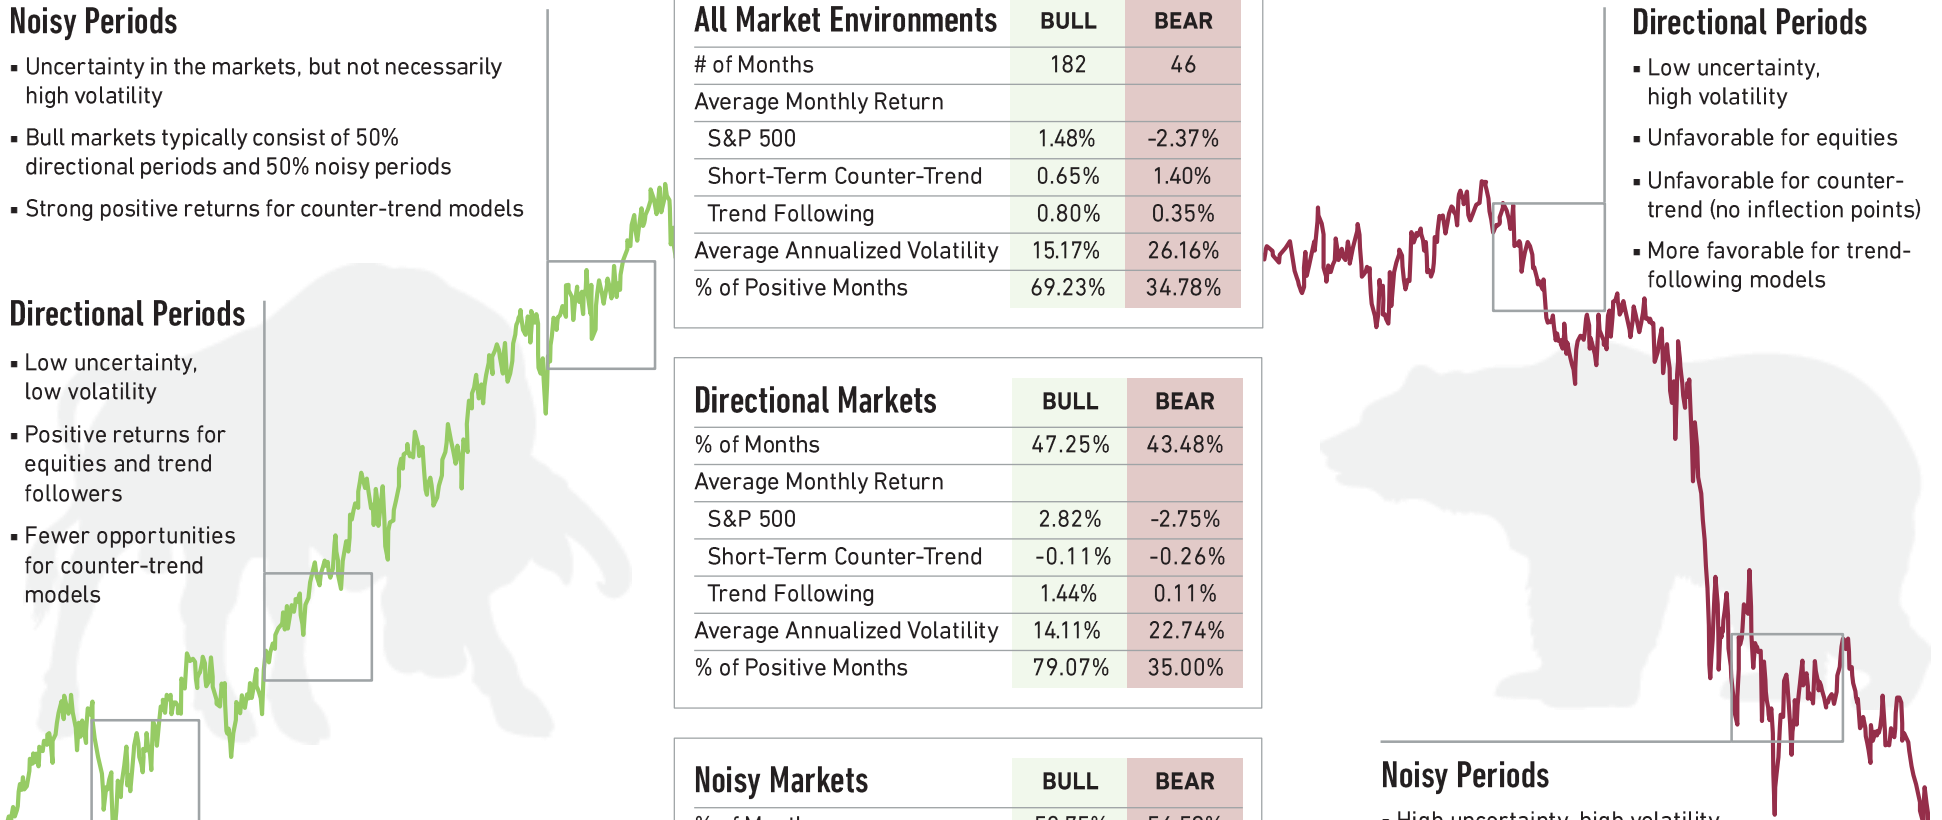 Noisy Periods
▪ Uncertainty in the markets, but not necessarily
high volatility
▪ Bull markets typically consist of 50%
directional periods and 50% noisy periods
▪ Strong positive returns for counter-trend models
Directional Periods
▪ Low uncertainty,
low volatility
▪ Positive returns for
equities and trend
followers
▪ Fewer opportunities
for counter-trend
models
All Market Environments BULL BEAR
# of Months 182 46
Average Monthly Return
S&P 500 1.48% -2.37%
Short-Term Counter-Trend 0.65% 1.40%
Trend Following 0.80% 0.35%
Average Annualized Volatility 15.17% 26.16%
% of Positive Months 69.23% 34.78%
Directional Markets BULL BEAR
% of Months 47.25% 43.48%
Average Monthly Return
S&P 500 2.82% -2.75%
Short-Term Counter-Trend -0.11% -0.26%
Trend Following 1.44% 0.11%
Average Annualized Volatility 14.11% 22.74%
% of Positive Months 79.07% 35.00%
Noisy Markets BULL BEAR
Directional Periods
▪ Low uncertainty,
high volatility
▪ Unfavorable for equities
▪ Unfavorable for counter-
trend (no inflection points)
▪ More favorable for trend-
following models
Noisy Periods
▪ High uncertainty, high volatility